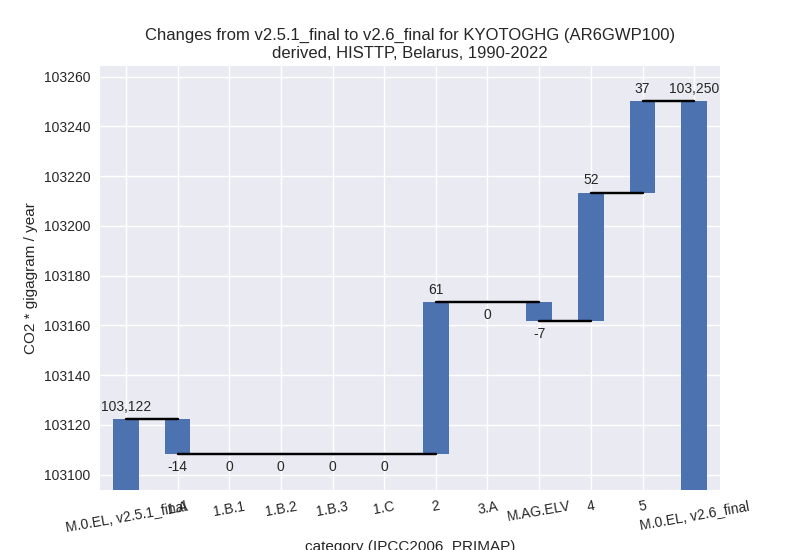 Changes from v2.5.1_final to v2.6_final for KYOTOGHG (AR6GWP100)
derived, HISTTP, Belarus, 1990-2022
CO2 * gigagram / year
103260
103240
103220
103200
103180
103160
103140
103120
103100
103,122
-14
0
0
0
0
61
0
-7
52
37
103,250
M.0.EL, v2.5.1_final
1.A
1.B.1
1.B.2
1.B.3
1.C
2
3.A
M.AG.ELV
4
5
M.0.EL, v2.6_final
category (IPCC2006_PRIMAP)